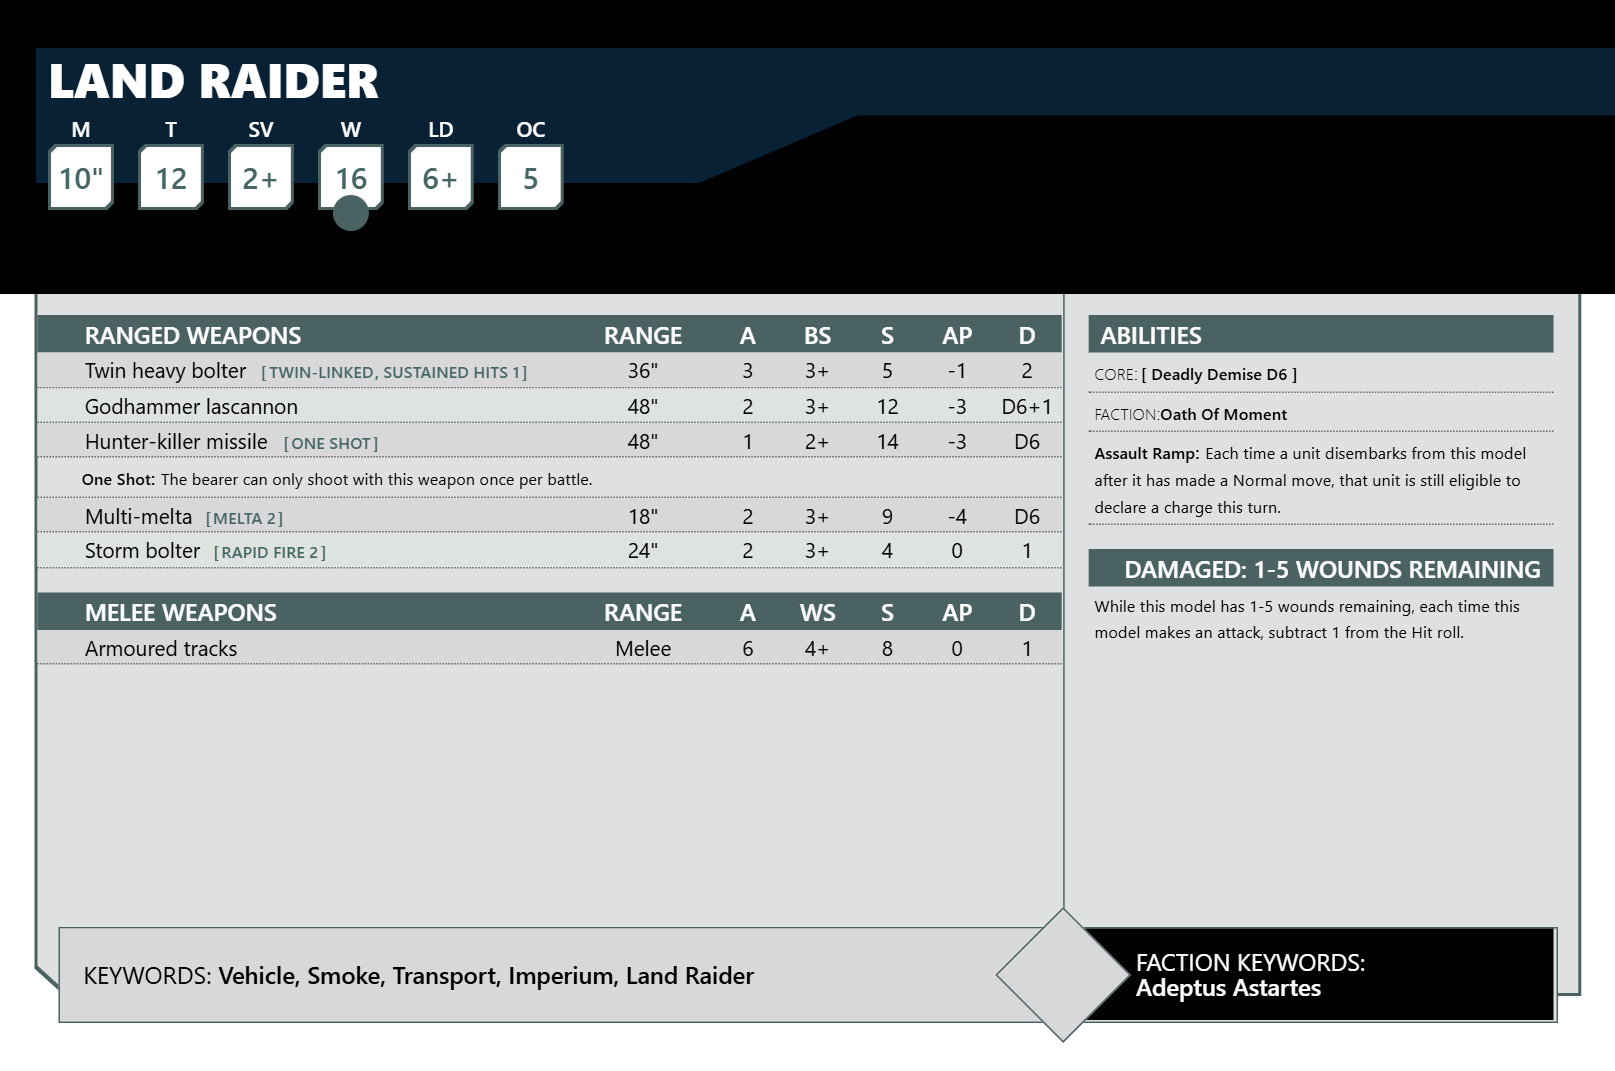 LAND RAIDER
M T SV W LD OC
10" 12 2+ 16 6+ 5
RANGED WEAPONS RANGE A BS S AP D
Twin heavy bolter [TWIN-LINKED, SUSTAINED HITS 1] 36" 3 3+ 5 -1 2
Godhammer lascannon 48" 2 3+ 12 -3 D6+1
Hunter-killer missile [ONE SHOT] 48" 1 2+ 14 -3 D6
One Shot: The bearer can only shoot with this weapon once per battle.
Multi-melta [MELTA 2] 18" 2 3+ 9 -4 D6
Storm bolter [RAPID FIRE 2] 24" 2 3+ 4 0 1
MELEE WEAPONS RANGE A WS S AP D
Armoured tracks Melee 6 4+ 8 0 1
ABILITIES
CORE: [ Deadly Demise D6 ]
FACTION:Oath Of Moment
Assault Ramp: Each time a unit disembarks from this model
after it has made a Normal move, that unit is still eligible to
declare a charge this turn.
DAMAGED: 1-5 WOUNDS REMAINING
While this model has 1-5 wounds remaining, each time this
model makes an attack, subtract 1 from the Hit roll.
KEYWORDS: Vehicle, Smoke, Transport, Imperium, Land Raider
FACTION KEYWORDS:
Adeptus Astartes